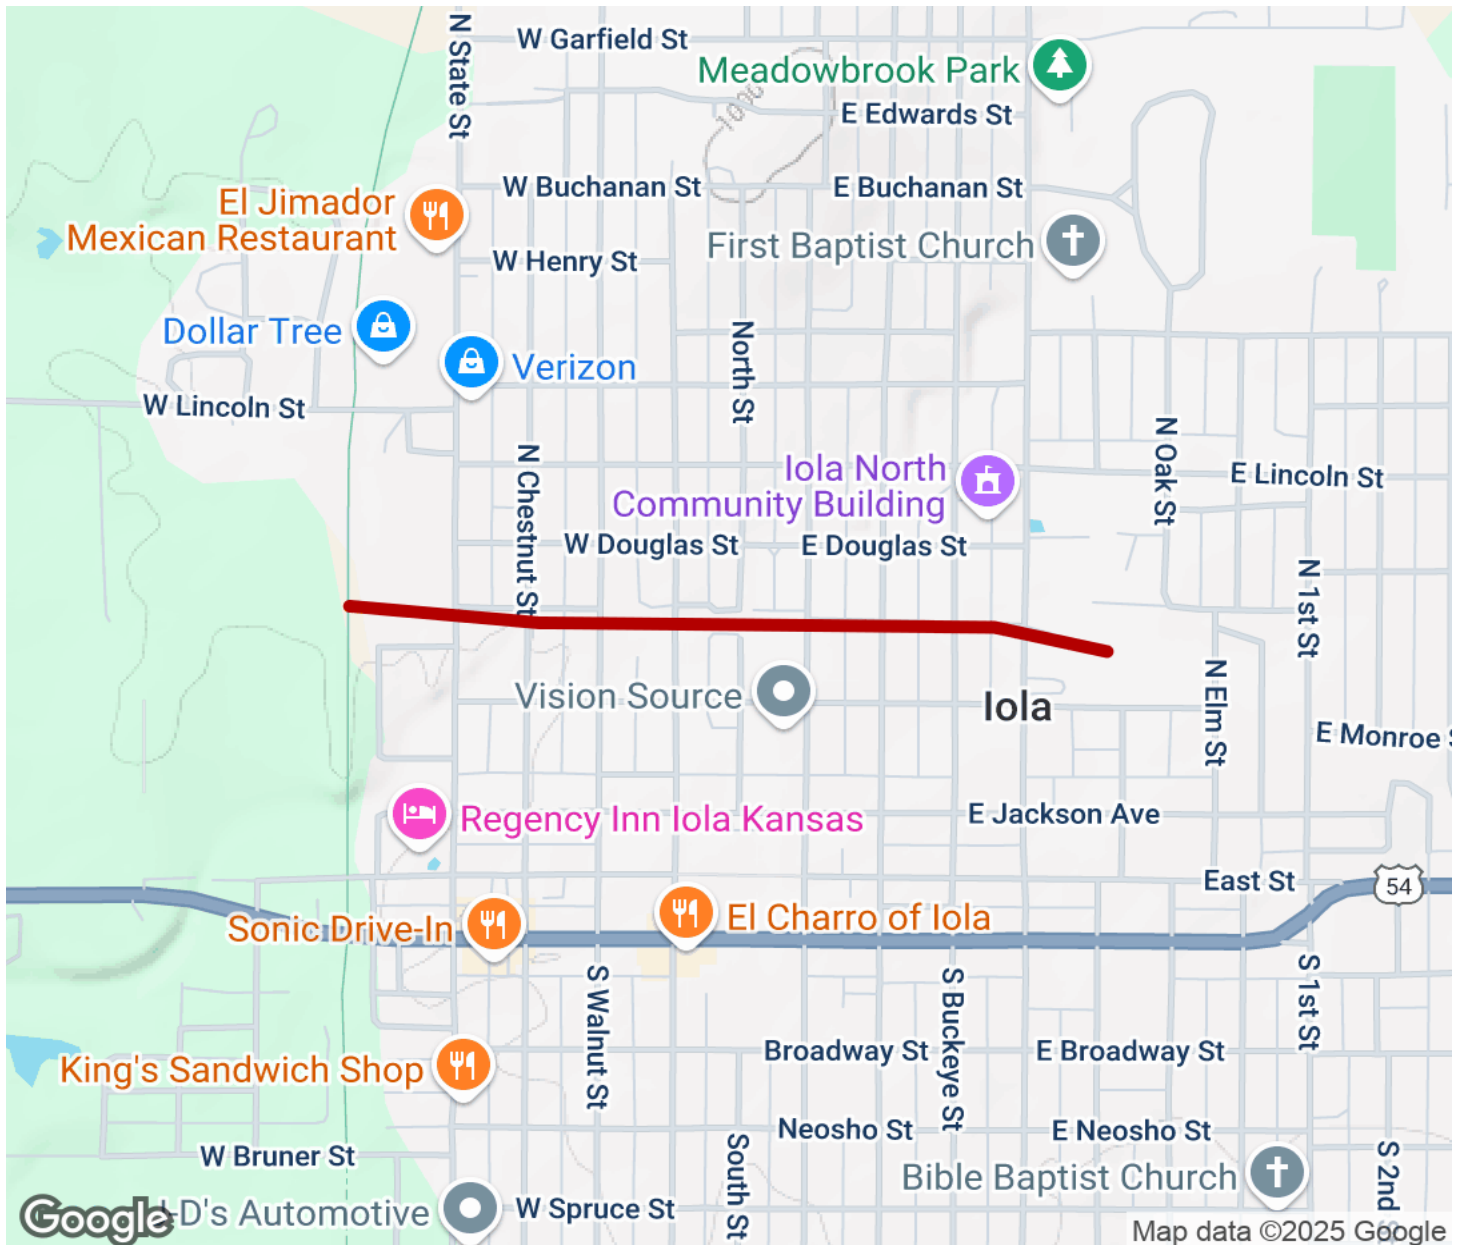 W Garfield St
N State St
Meadowbrook Park
1000
E Edwards St
W Buchanan St
E Buchanan St
El Jimador
Mexican Restaurant
First Baptist Church
W Henry St
Dollar Tree
Verizon
North St
W Lincoln St
N Chestnut St
Iola North
Community Building
N Oak St
E Lincoln St
W Douglas St
E Douglas St
N 1st St
Vision Source
Iola
N Elm St
E Monroe
Regency Inn Iola Kansas
E Jackson Ave
East St
54
Sonic Drive-In
El Charro of Iola
S Walnut St
S Buckeye St
S 1st St
King's Sandwich Shop
Broadway St
E Broadway St
Neosho St
E Neosho St
W Bruner St
South St
Bible Baptist Church
S 2nd
-D's Automotive
W Spruce St
Google
Map data ©2025 Google